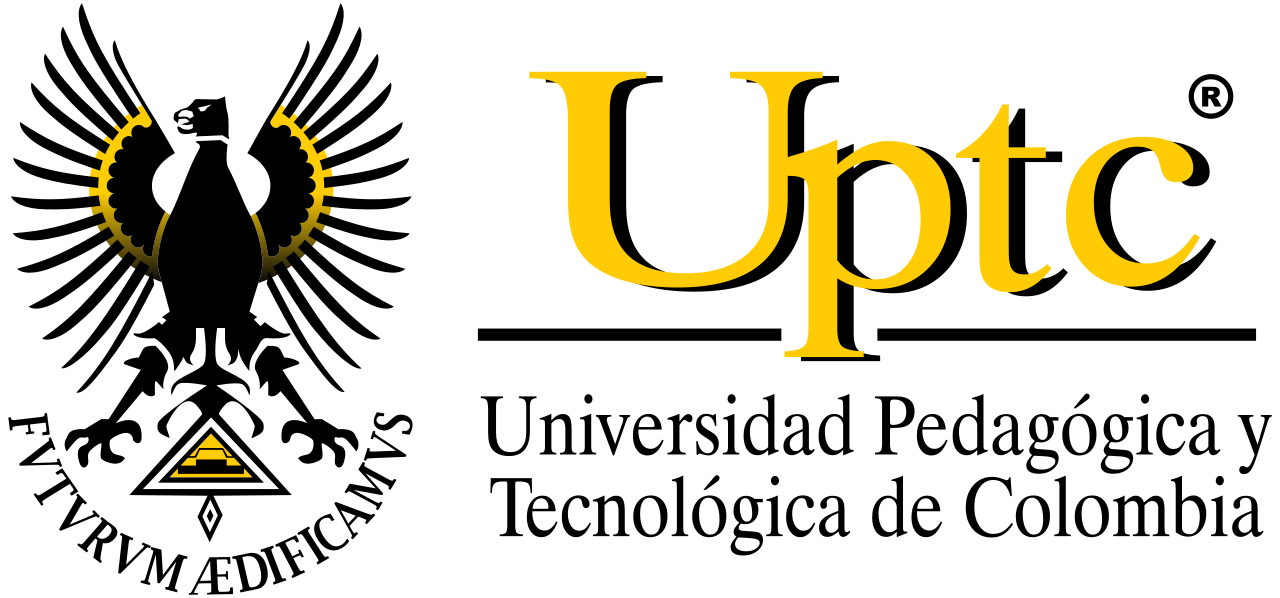 FVTVRVM ÆDIFICAMVS
Uptc®
Universidad Pedagógica y
Tecnológica de Colombia